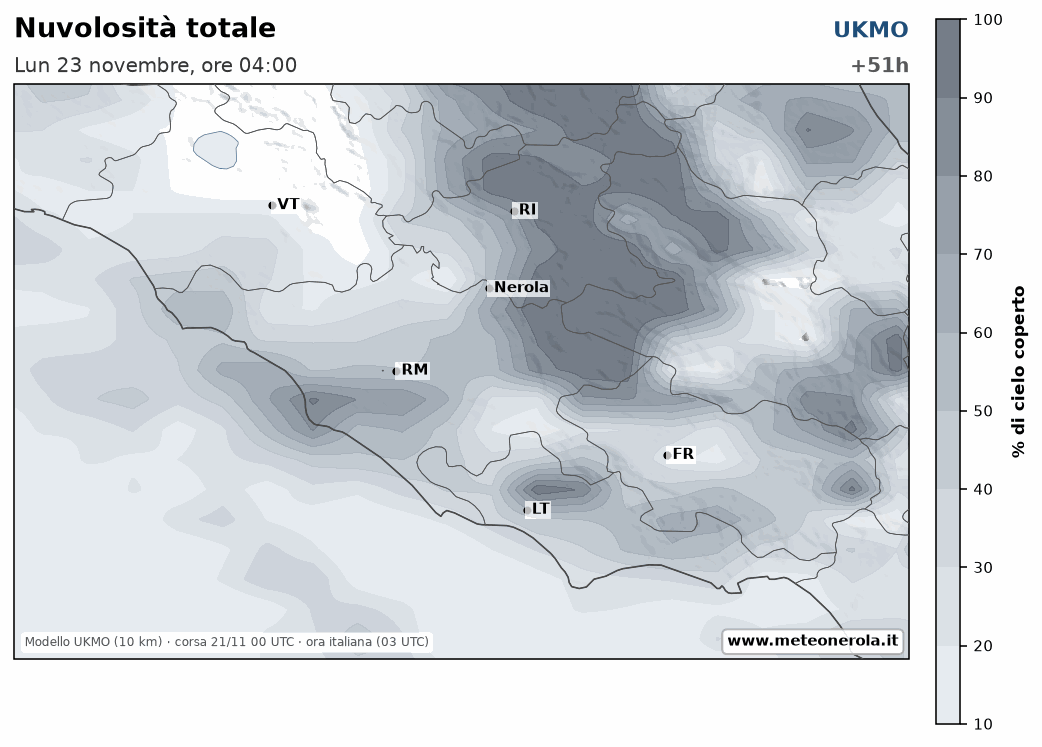 Nuvolosità totale
UKMO
Lun 23 novembre, ore 04:00
+51h
100
90
80
70
60
50
40
30
20
10
% di cielo coperto
VT
RI
Nerola
RM
FR
LT
Modello UKMO (10 km) · corsa 21/11 00 UTC · ora italiana (03 UTC)
www.meteonerola.it